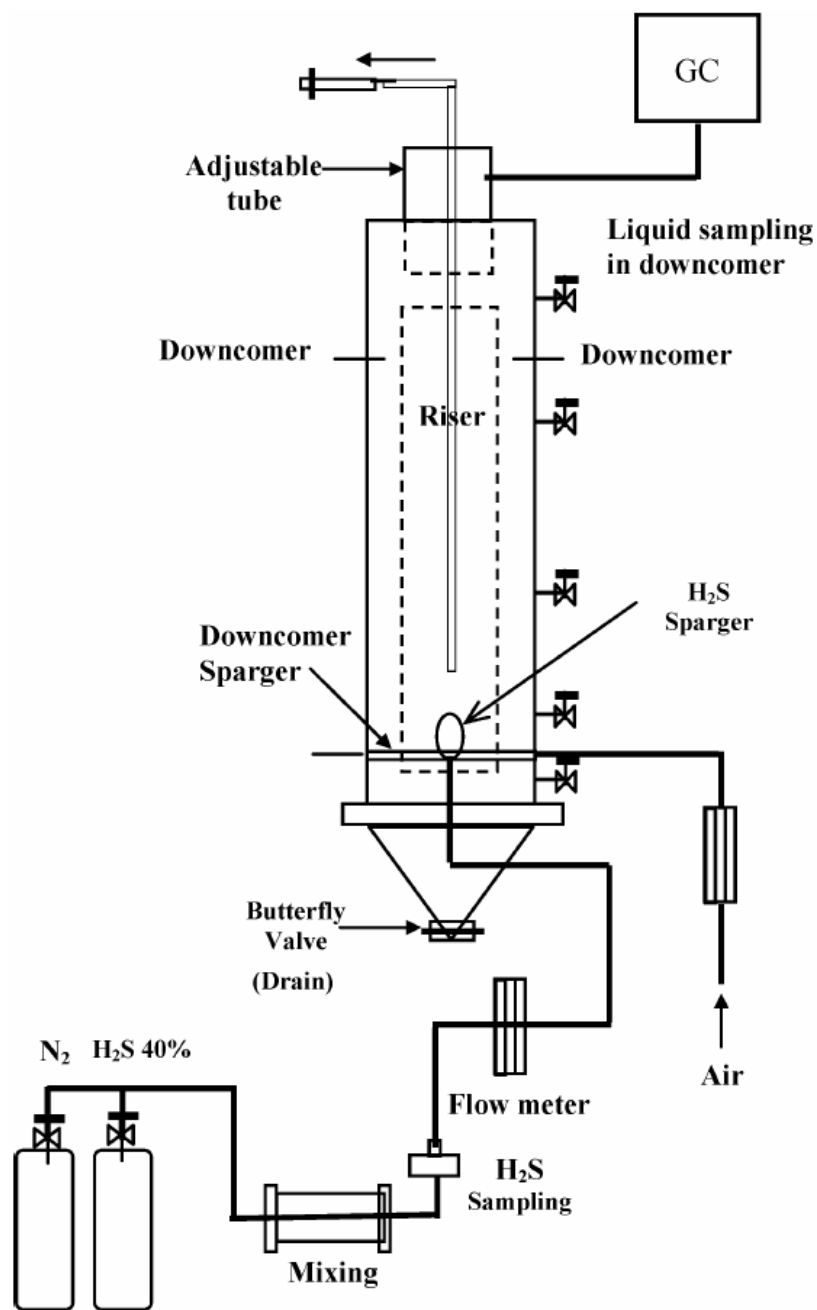 GC
Adjustable
tube
Liquid sampling
in downcomer
Downcomer
Downcomer
Riser
H₂S
Sparger
Downcomer
Sparger
Butterfly
Valve
(Drain)
N₂ H₂S 40%
Flow meter
Air
H₂S
Sampling
Mixing